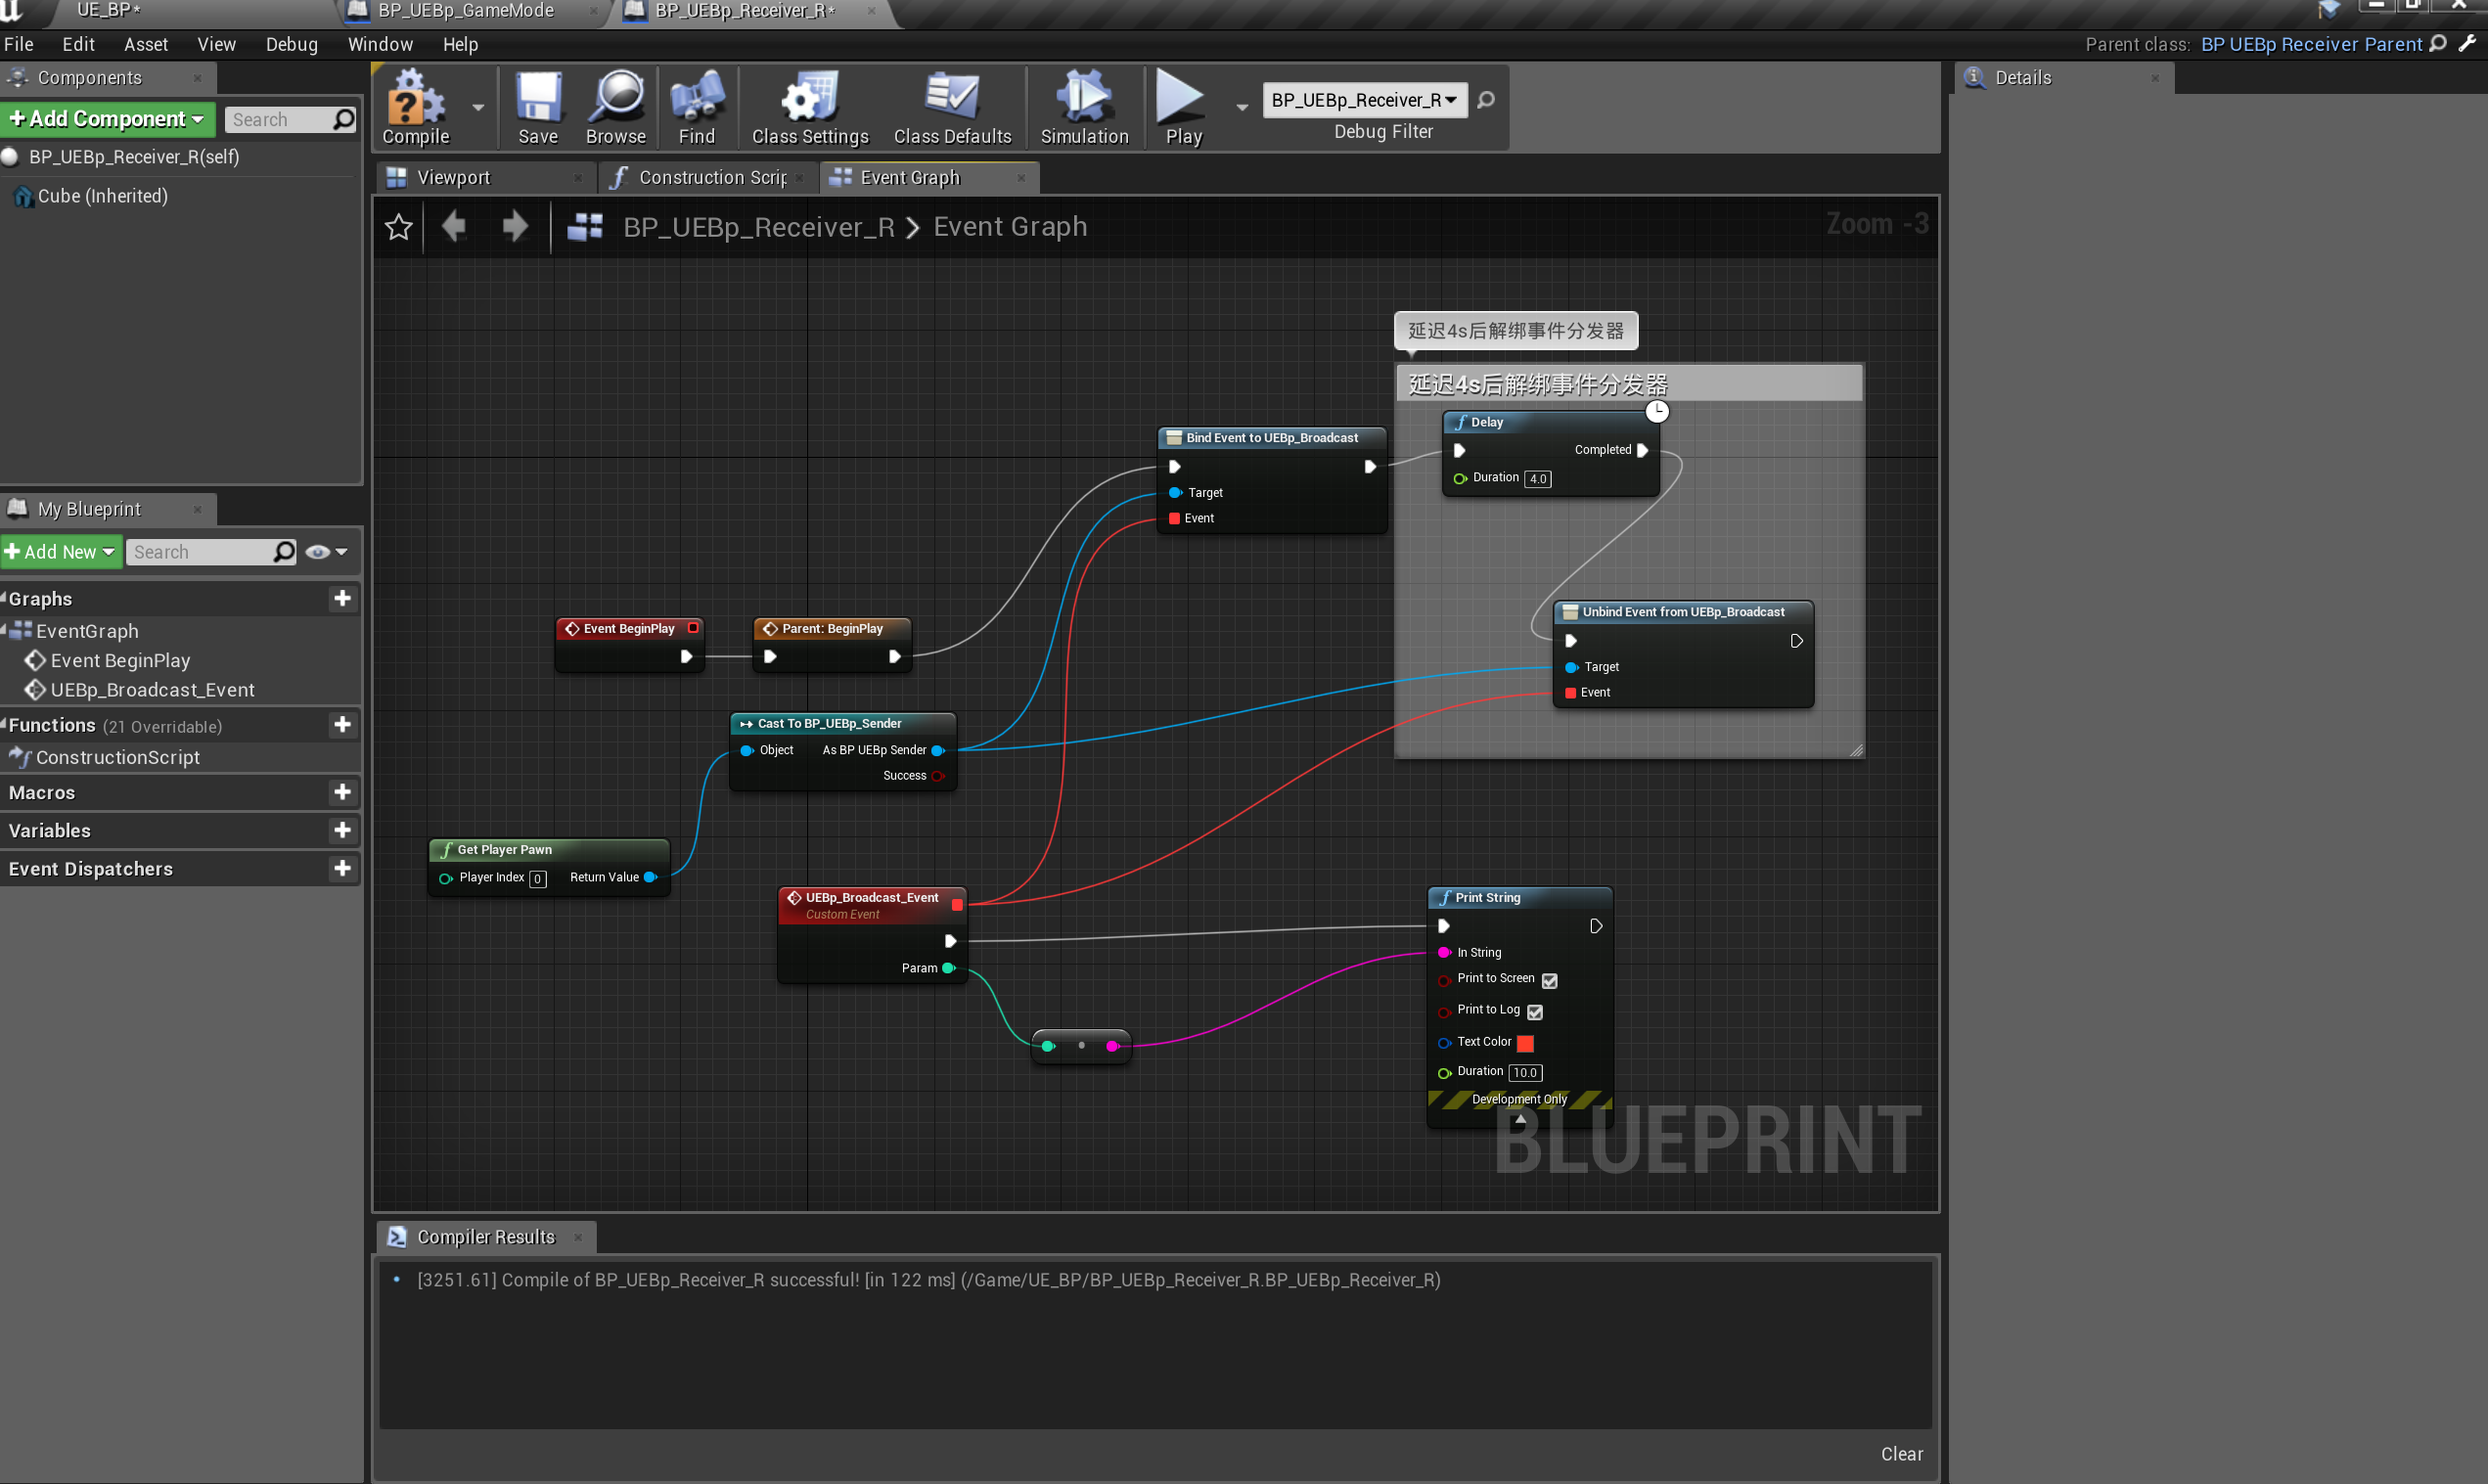 UE_BP*
BP_UEBp_GameMode
BP_UEBp_Receiver_R*
File Edit Asset View Debug Window Help
Parent class: BP UEBp Receiver Parent
Components
Add Component
Search
BP_UEBp_Receiver_R(self)
Cube (Inherited)
My Blueprint
Add New
Search
Graphs
EventGraph
Event BeginPlay
UEBp_Broadcast_Event
Functions (21 Overridable)
ConstructionScript
Macros
Variables
Event Dispatchers
Compile
Save
Browse
Find
Class Settings
Class Defaults
Simulation
Play
BP_UEBp_Receiver_R
Debug Filter
Viewport
Construction Scrip
Event Graph
BP_UEBp_Receiver_R > Event Graph
Zoom -3
延迟4s后解绑事件分发器
延迟4s后解绑事件分发器
Delay
Completed
Duration 4.0
Bind Event to UEBp_Broadcast
Target
Event
Unbind Event from UEBp_Broadcast
Target
Event
Event BeginPlay
Parent: BeginPlay
Cast To BP_UEBp_Sender
Object As BP UEBp Sender
Success
Get Player Pawn
Player Index 0 Return Value
UEBp_Broadcast_Event
Custom Event
Param
Print String
In String
Print to Screen
Print to Log
Text Color
Duration 10.0
Development Only
BLUEPRINT
Compiler Results
[3251.61] Compile of BP_UEBp_Receiver_R successful! [in 122 ms] (/Game/UE_BP/BP_UEBp_Receiver_R.BP_UEBp_Receiver_R)
Clear
Details